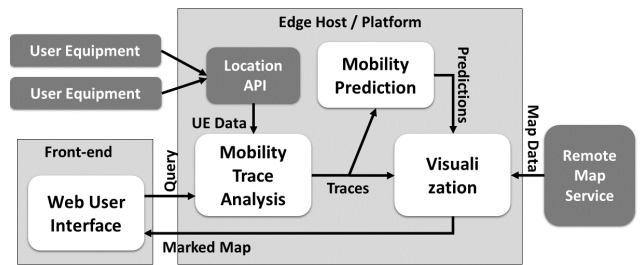 Edge Host / Platform
User Equipment
User Equipment
Location
API
Mobility
Prediction
Predictions
UE Data
Map Data
Front-end
Query
Mobility
Trace
Analysis
Traces
Visuali
zation
Remote
Map
Service
Web User
Interface
Marked Map